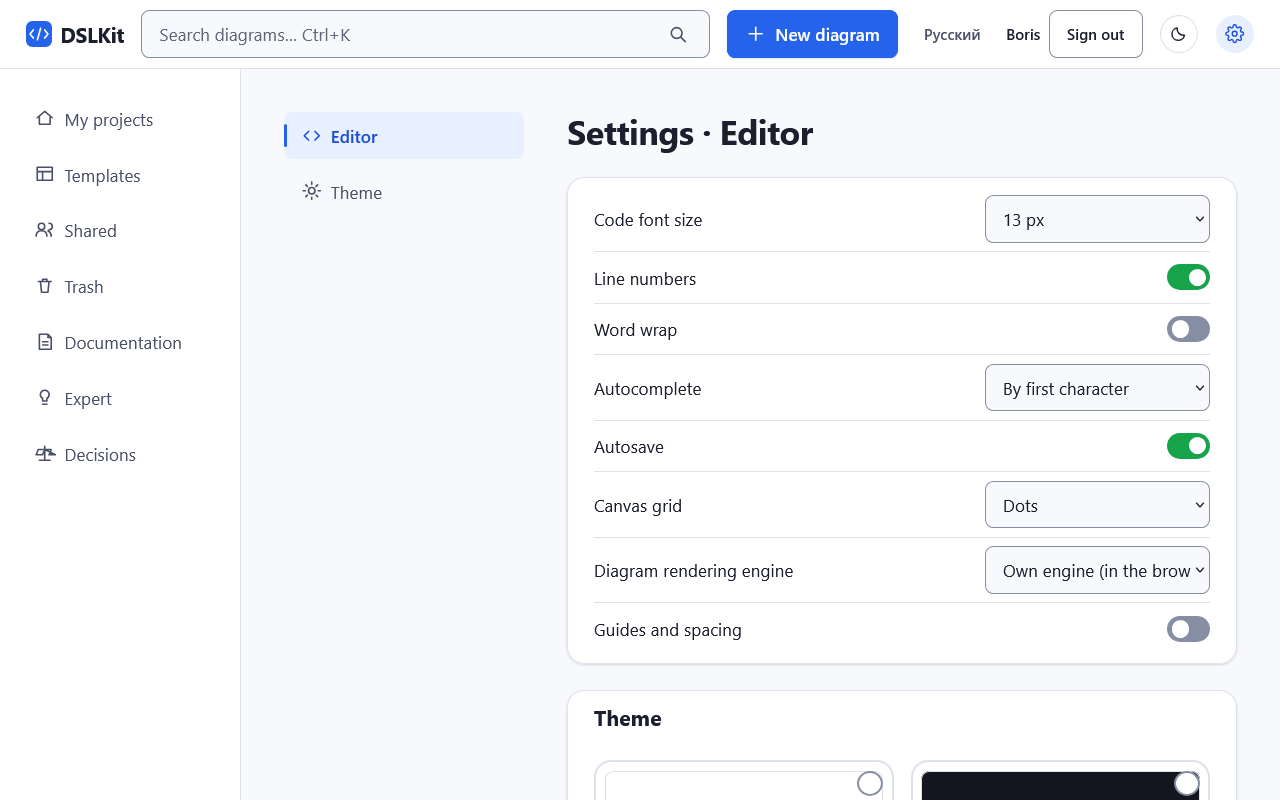 DSLKit
Search diagrams... Ctrl+K
New diagram
Русский
Boris
Sign out
My projects
Templates
Shared
Trash
Documentation
Expert
Decisions
Editor
Theme
Settings · Editor
Code font size
13 px
Line numbers
Word wrap
Autocomplete
By first character
Autosave
Canvas grid
Dots
Diagram rendering engine
Own engine (in the brow
Guides and spacing
Theme